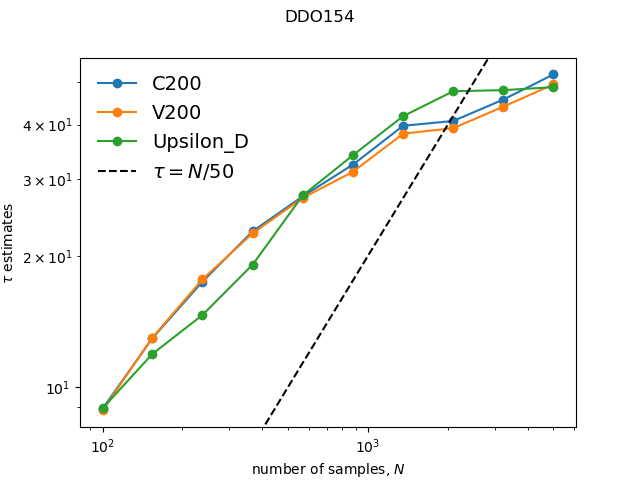 DDO154
C200
V200
Upsilon_D
τ = N/50
4 × 10¹
3 × 10¹
2 × 10¹
10¹
τ estimates
10² 10³
number of samples, N